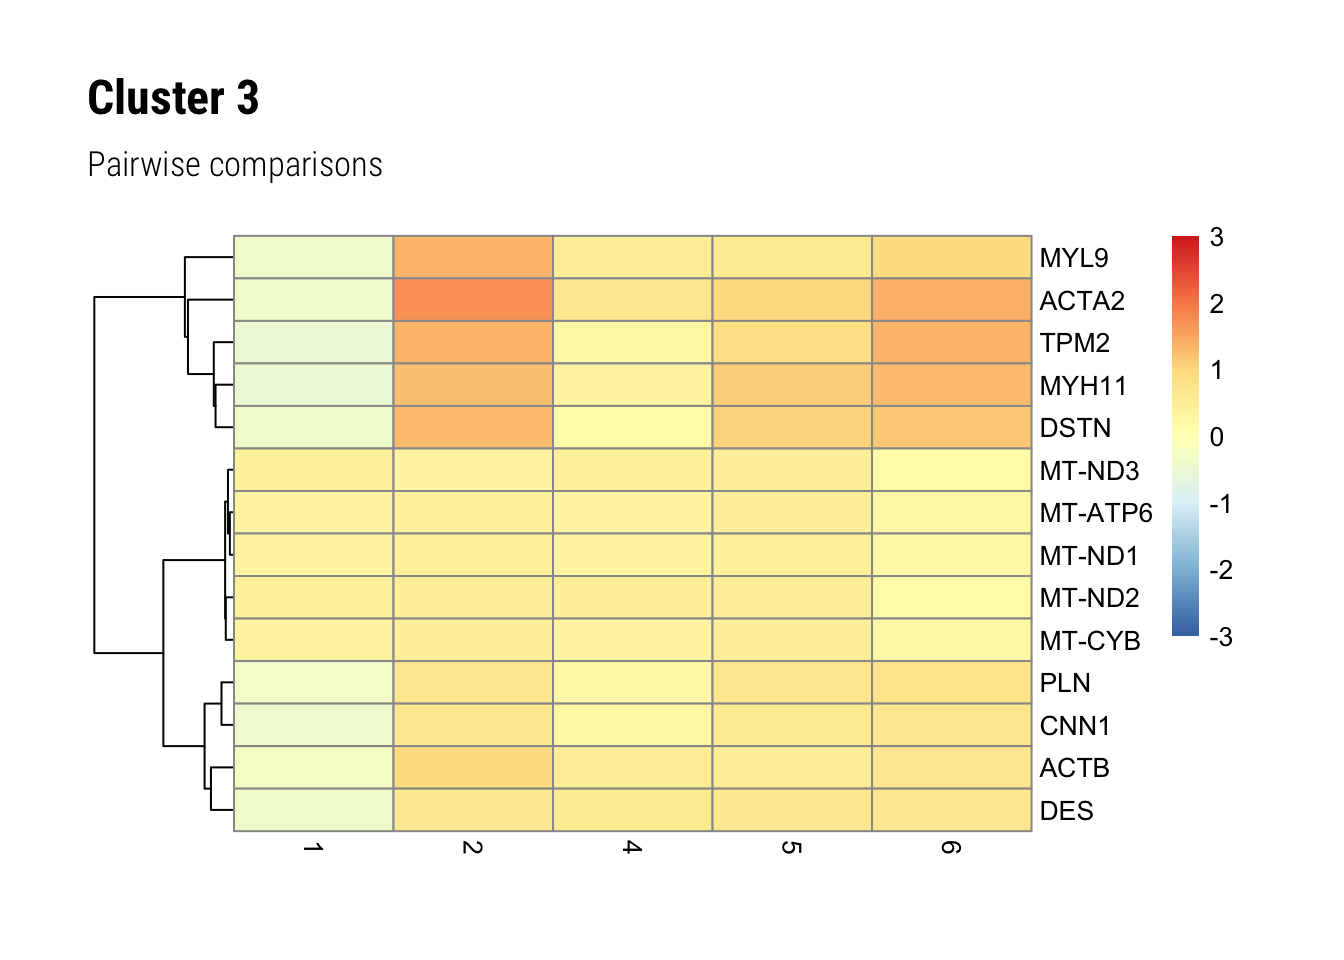 Cluster 3
Pairwise comparisons
MYL9
ACTA2
TPM2
MYH11
DSTN
MT-ND3
MT-ATP6
MT-ND1
MT-ND2
MT-CYB
PLN
CNN1
ACTB
DES
3
2
1
0
-1
-2
-3
1 2 4 5 6